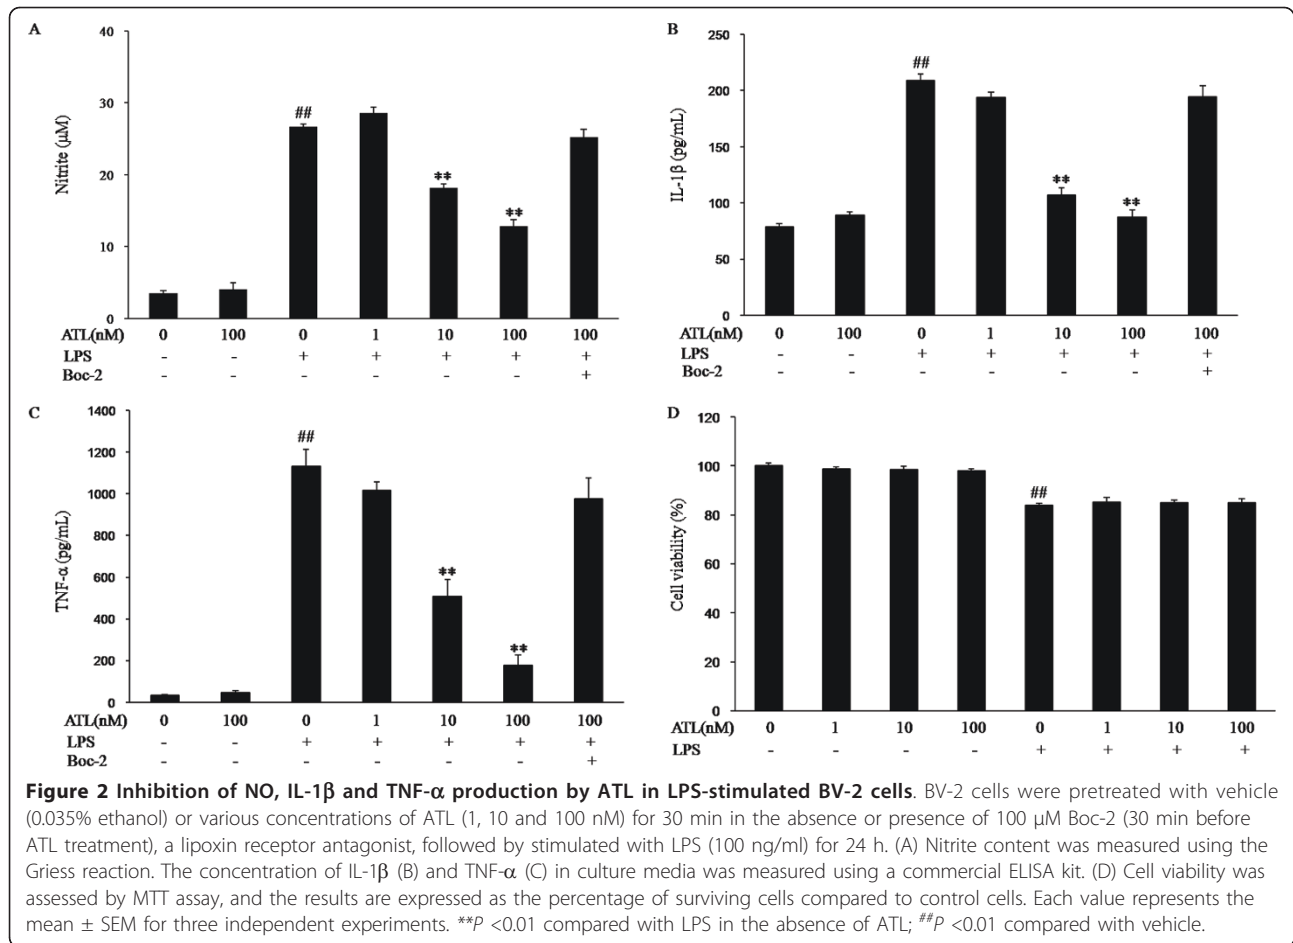 A
Nitrite (μM)
40
30
20
10
0
##
**
**
ATL(nM) 0 100 0 1 10 100 100
LPS - - + + + + +
Boc-2 - - - - - - +
B
IL-1β (pg/mL)
250
200
150
100
50
0
##
**
**
ATL(nM) 0 100 0 1 10 100 100
LPS - - + + + + +
Boc-2 - - - - - - +
C
TNF-α (pg/mL)
1400
1200
1000
800
600
400
200
0
##
**
**
ATL(nM) 0 100 0 1 10 100 100
LPS - - + + + + +
Boc-2 - - - - - - +
D
Cell viability (%)
120
100
80
60
40
20
0
##
ATL(nM) 0 1 10 100 0 1 10 100
LPS - - - - + + + +
Figure 2 Inhibition of NO, IL-1β and TNF-α production by ATL in LPS-stimulated BV-2 cells. BV-2 cells were pretreated with vehicle
(0.035% ethanol) or various concentrations of ATL (1, 10 and 100 nM) for 30 min in the absence or presence of 100 μM Boc-2 (30 min before
ATL treatment), a lipoxin receptor antagonist, followed by stimulated with LPS (100 ng/ml) for 24 h. (A) Nitrite content was measured using the
Griess reaction. The concentration of IL-1β (B) and TNF-α (C) in culture media was measured using a commercial ELISA kit. (D) Cell viability was
assessed by MTT assay, and the results are expressed as the percentage of surviving cells compared to control cells. Each value represents the
mean ± SEM for three independent experiments. **P <0.01 compared with LPS in the absence of ATL; ##P <0.01 compared with vehicle.